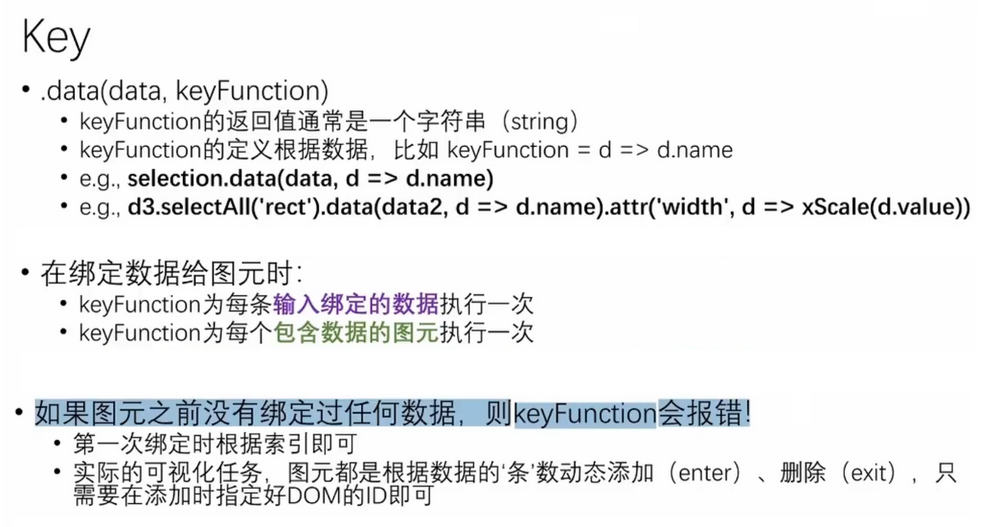 Key
• .data(data, keyFunction)
• keyFunction的返回值通常是一个字符串（string）
• keyFunction的定义根据数据，比如 keyFunction = d => d.name
• e.g., selection.data(data, d => d.name)
• e.g., d3.selectAll('rect').data(data2, d => d.name).attr('width', d => xScale(d.value))
• 在绑定数据给图元时：
• keyFunction为每条输入绑定的数据执行一次
• keyFunction为每个包含数据的图元执行一次
• 如果图元之前没有绑定过任何数据，则keyFunction会报错!
• 第一次绑定时根据索引即可
• 实际的可视化任务，图元都是根据数据的‘条’数动态添加（enter）、删除（exit），只
需要在添加时指定好DOM的ID即可